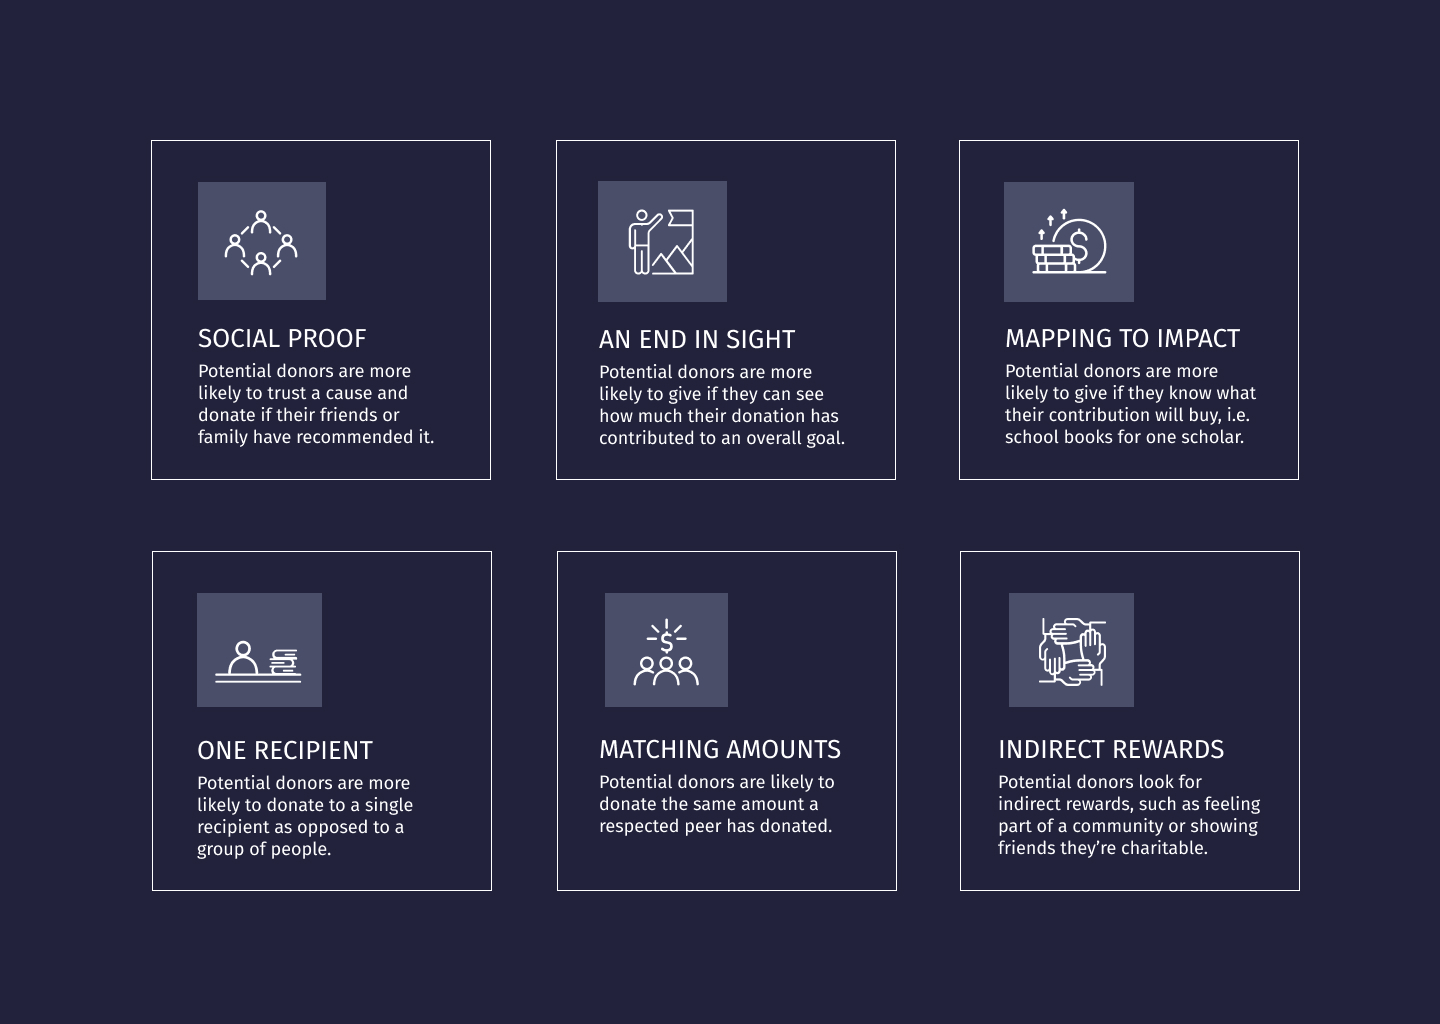 SOCIAL PROOF
Potential donors are more
likely to trust a cause and
donate if their friends or
family have recommended it.
AN END IN SIGHT
Potential donors are more
likely to give if they can see
how much their donation has
contributed to an overall goal.
MAPPING TO IMPACT
Potential donors are more
likely to give if they know what
their contribution will buy, i.e.
school books for one scholar.
ONE RECIPIENT
Potential donors are more
likely to donate to a single
recipient as opposed to a
group of people.
MATCHING AMOUNTS
Potential donors are likely to
donate the same amount a
respected peer has donated.
INDIRECT REWARDS
Potential donors look for
indirect rewards, such as feeling
part of a community or showing
friends they’re charitable.